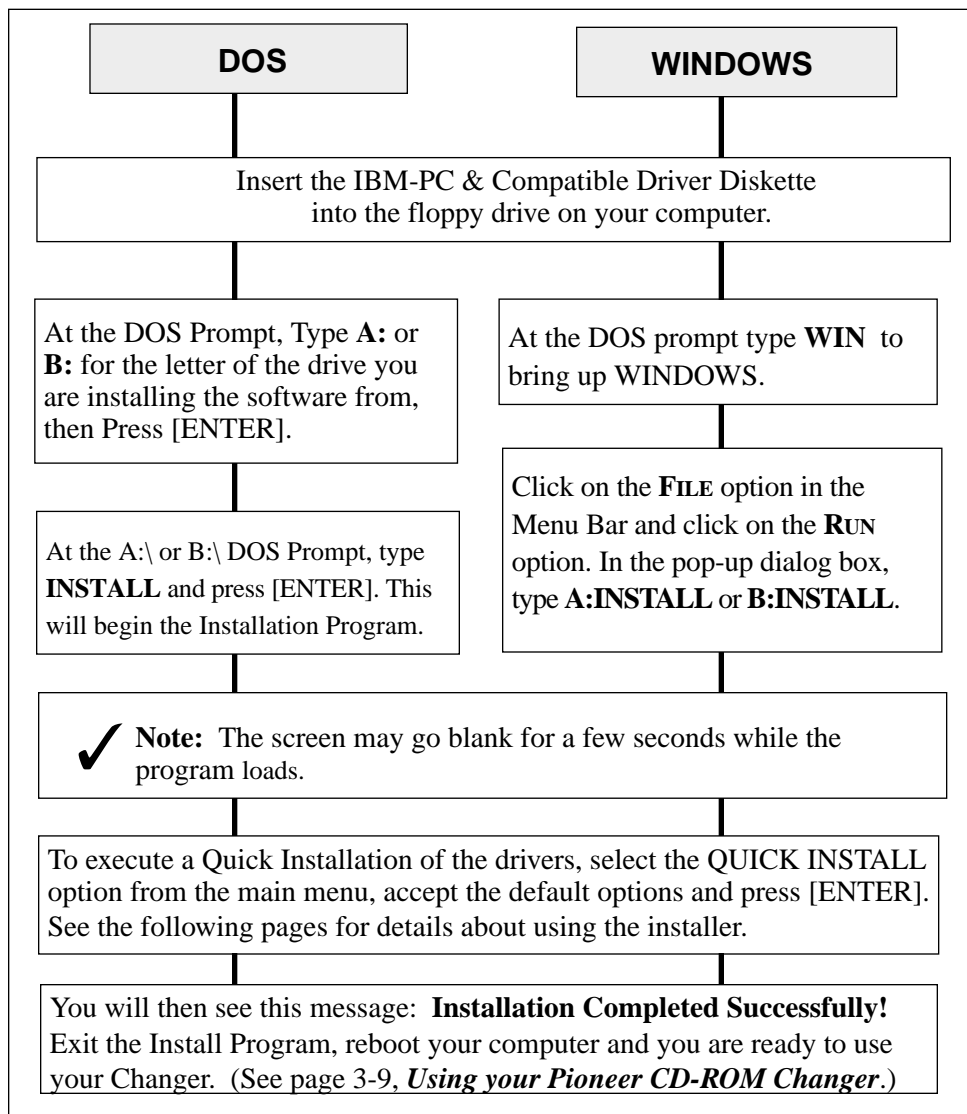 DOS
WINDOWS
Insert the IBM-PC & Compatible Driver Diskette
into the floppy drive on your computer.
At the DOS Prompt, Type A: or
B: for the letter of the drive you
are installing the software from,
then Press [ENTER].
At the DOS prompt type WIN to
bring up WINDOWS.
At the A:\ or B:\ DOS Prompt, type
INSTALL and press [ENTER]. This
will begin the Installation Program.
Click on the FILE option in the
Menu Bar and click on the RUN
option. In the pop-up dialog box,
type A:INSTALL or B:INSTALL.
✓ Note: The screen may go blank for a few seconds while the
program loads.
To execute a Quick Installation of the drivers, select the QUICK INSTALL
option from the main menu, accept the default options and press [ENTER].
See the following pages for details about using the installer.
You will then see this message: Installation Completed Successfully!
Exit the Install Program, reboot your computer and you are ready to use
your Changer. (See page 3-9, Using your Pioneer CD-ROM Changer.)